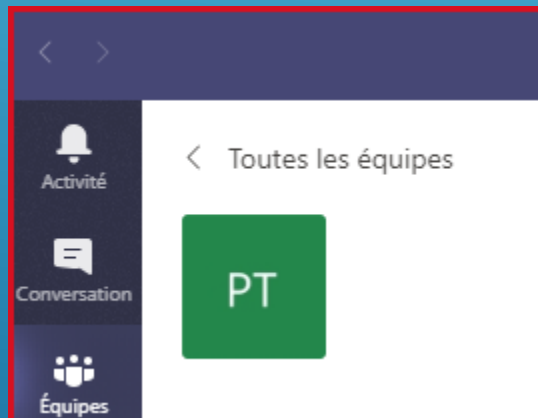 Activité
Toutes les équipes
Conversation
PT
Équipes